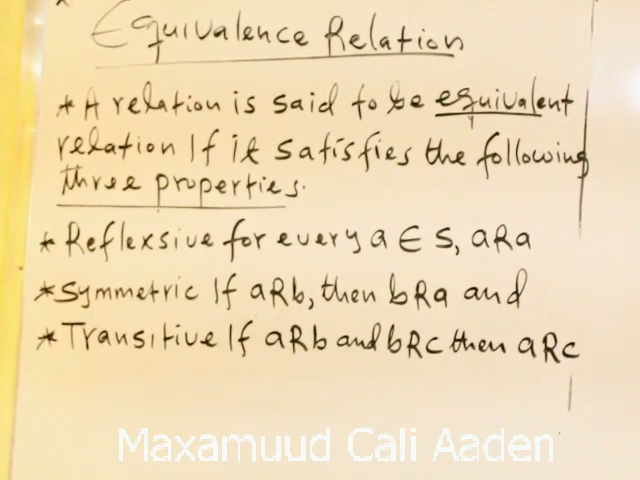 Equivalence Relation
* A relation is said to be equivalent
relation If it satisfies the following
three properties.
* Reflexsive for every a ∈ S, aRa
* Symmetric If aRb, then bRa and
* Transitive If aRb and bRc then aRc
Maxamuud Cali Aaden